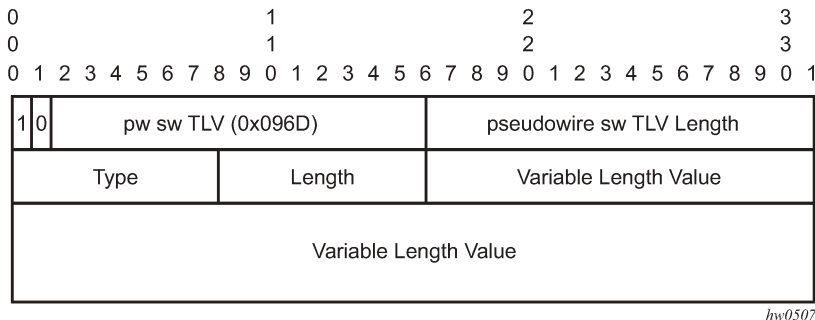 0 1 2 3
0 1 2 3
0 1 2 3 4 5 6 7 8 9 0 1 2 3 4 5 6 7 8 9 0 1 2 3 4 5 6 7 8 9 0 1
1 0 pw sw TLV (0x096D) pseudowire sw TLV Length
Type Length Variable Length Value
Variable Length Value
hw0507